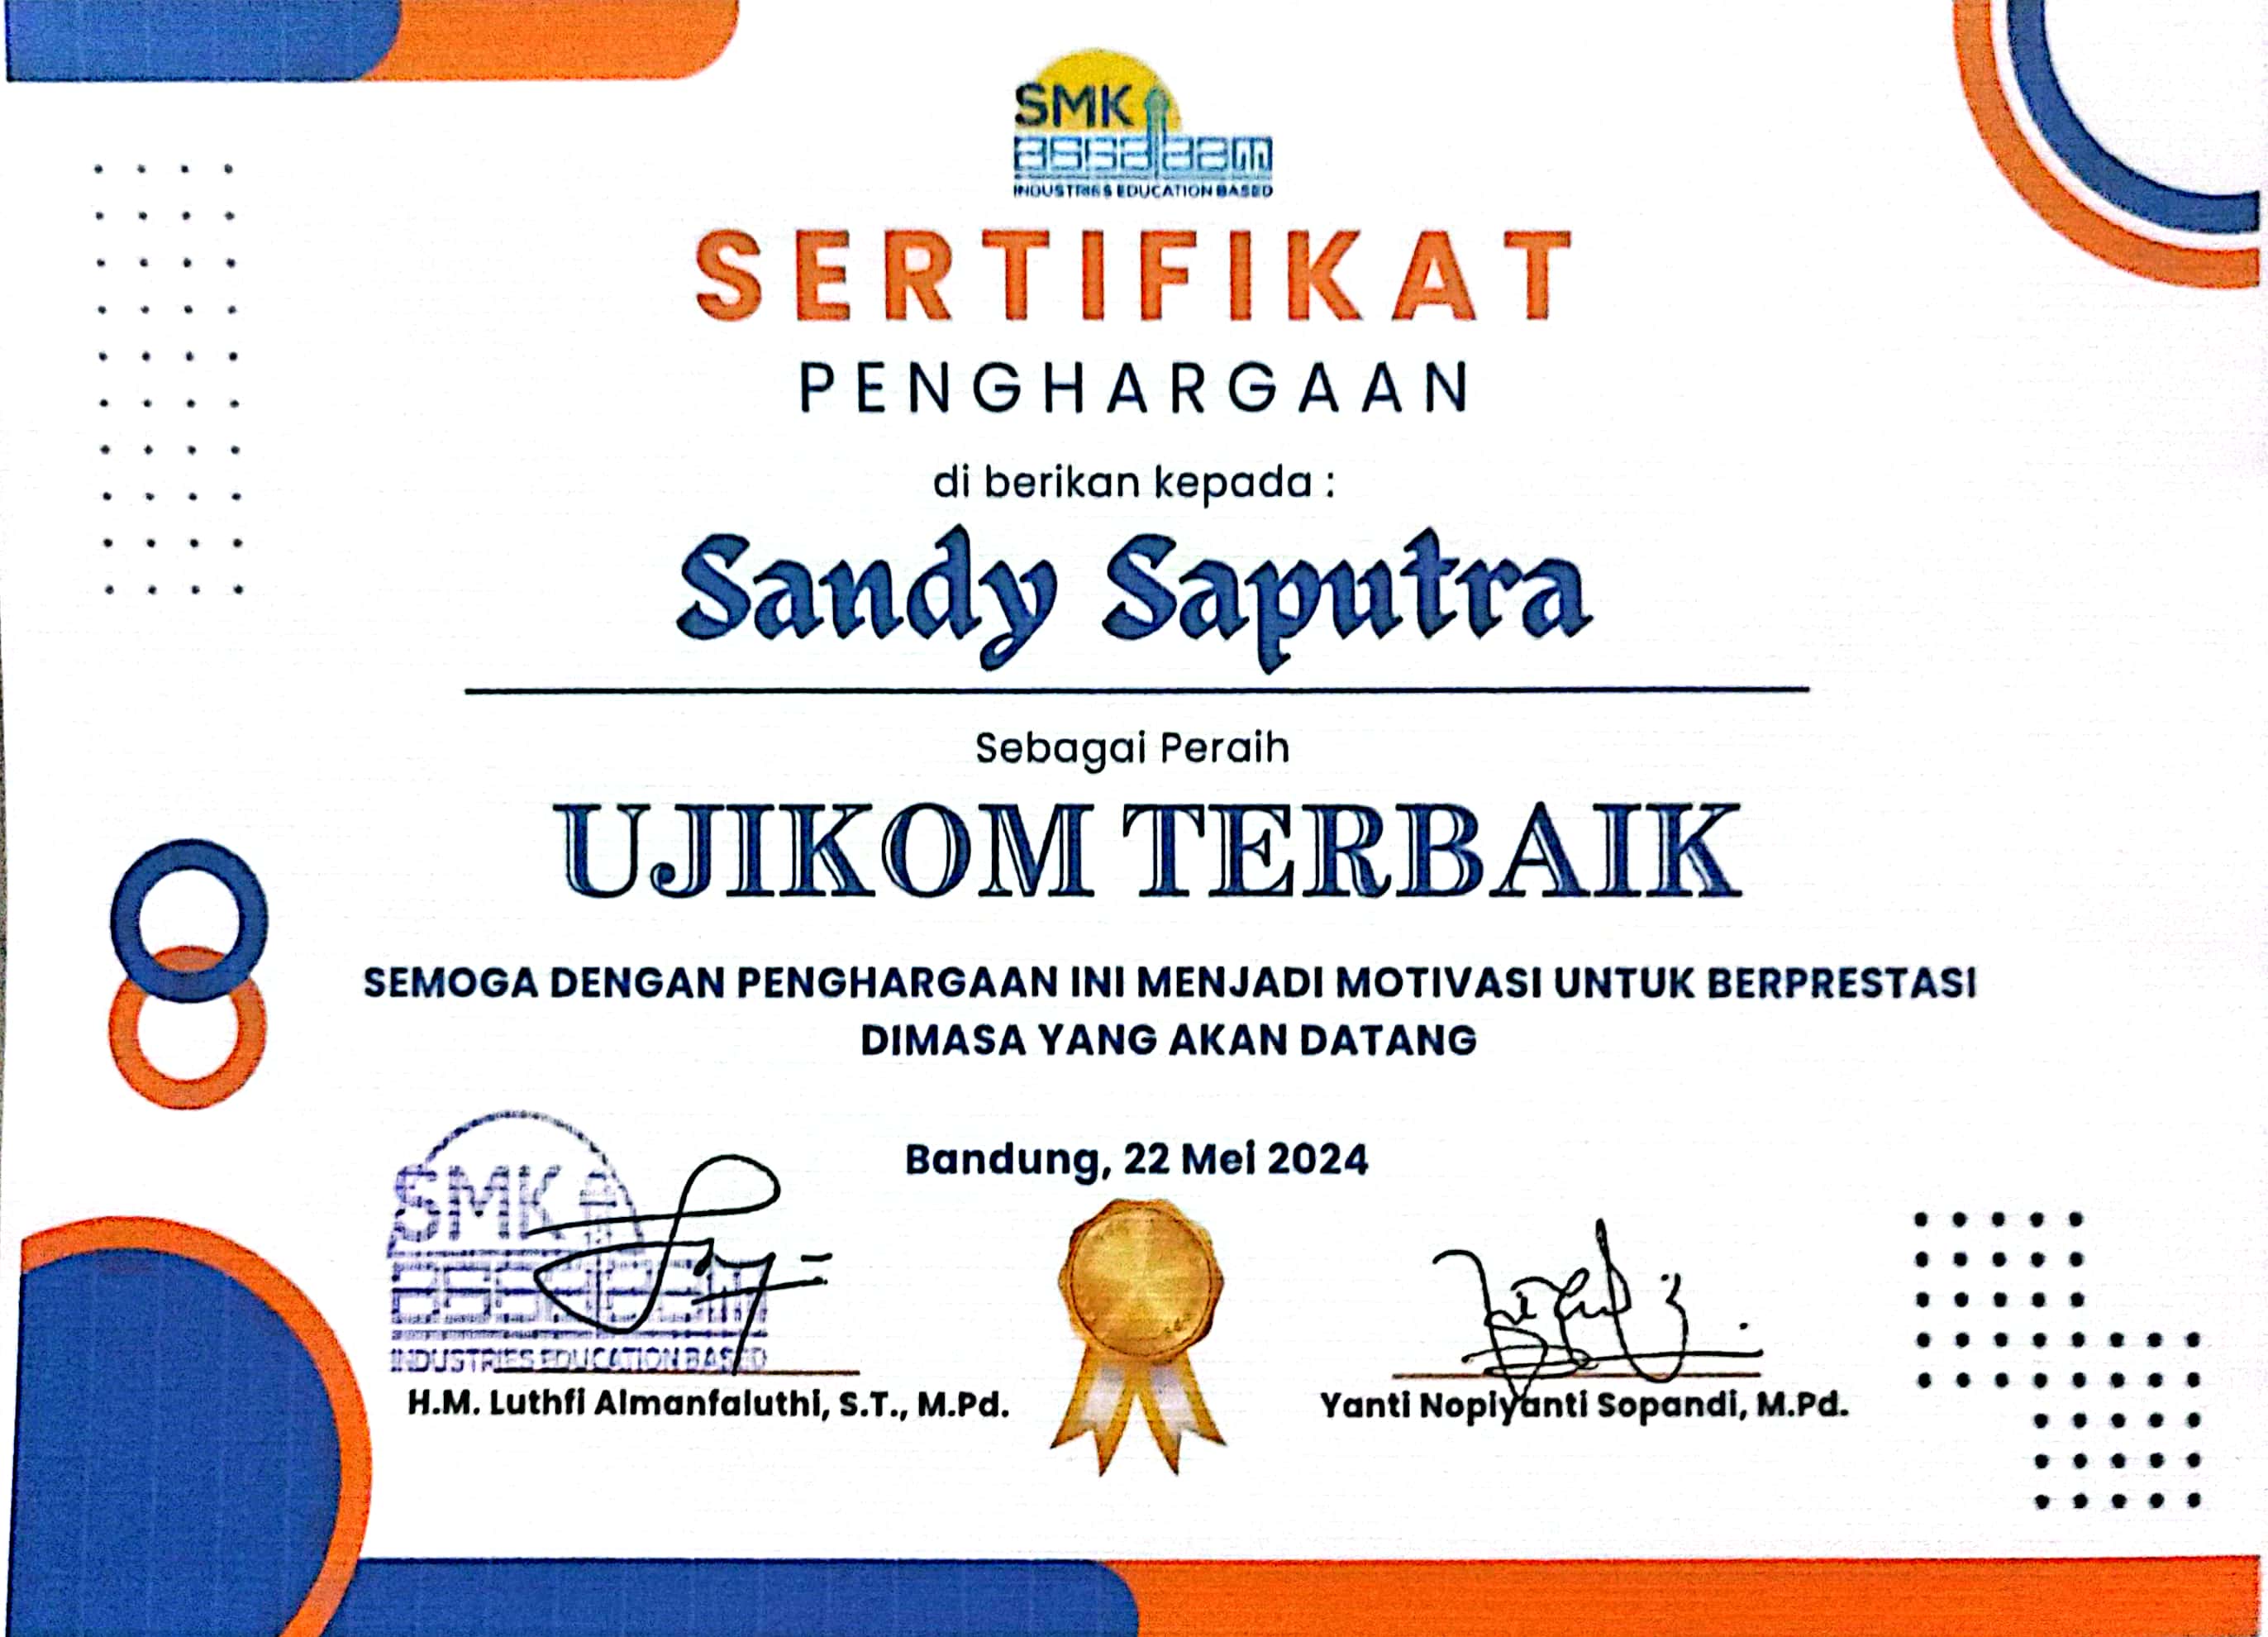 SMK
assalaam
INDUSTRIES EDUCATION BASED
SERTIFIKAT
PENGHARGAAN
di berikan kepada :
Sandy Saputra
Sebagai Peraih
UJIKOM TERBAIK
SEMOGA DENGAN PENGHARGAAN INI MENJADI MOTIVASI UNTUK BERPRESTASI
DIMASA YANG AKAN DATANG
Bandung, 22 Mei 2024
SMK
assalaam
INDUSTRIES EDUCATION BASED
H.M. Luthfi Almanfaluthi, S.T., M.Pd.
Yanti Nopiyanti Sopandi, M.Pd.